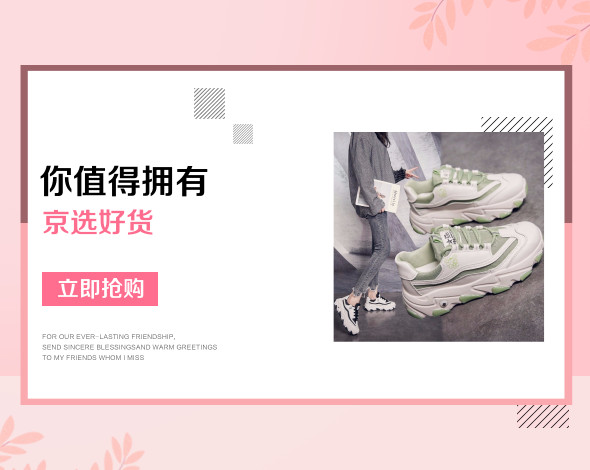 你值得拥有
京选好货
立即抢购
FOR OUR EVER-LASTING FRIENDSHIP,
SEND SINCERE BLESSINGSAND WARM GREETINGS
TO MY FRIENDS WHOM I MISS